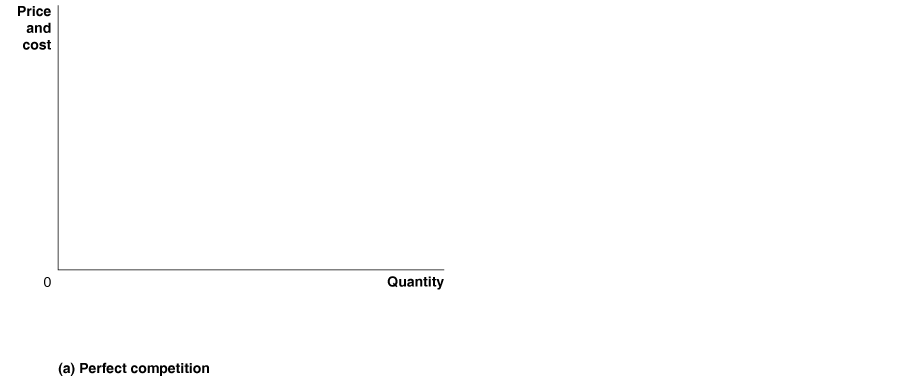 Price
and
cost
0
Quantity
(a) Perfect competition